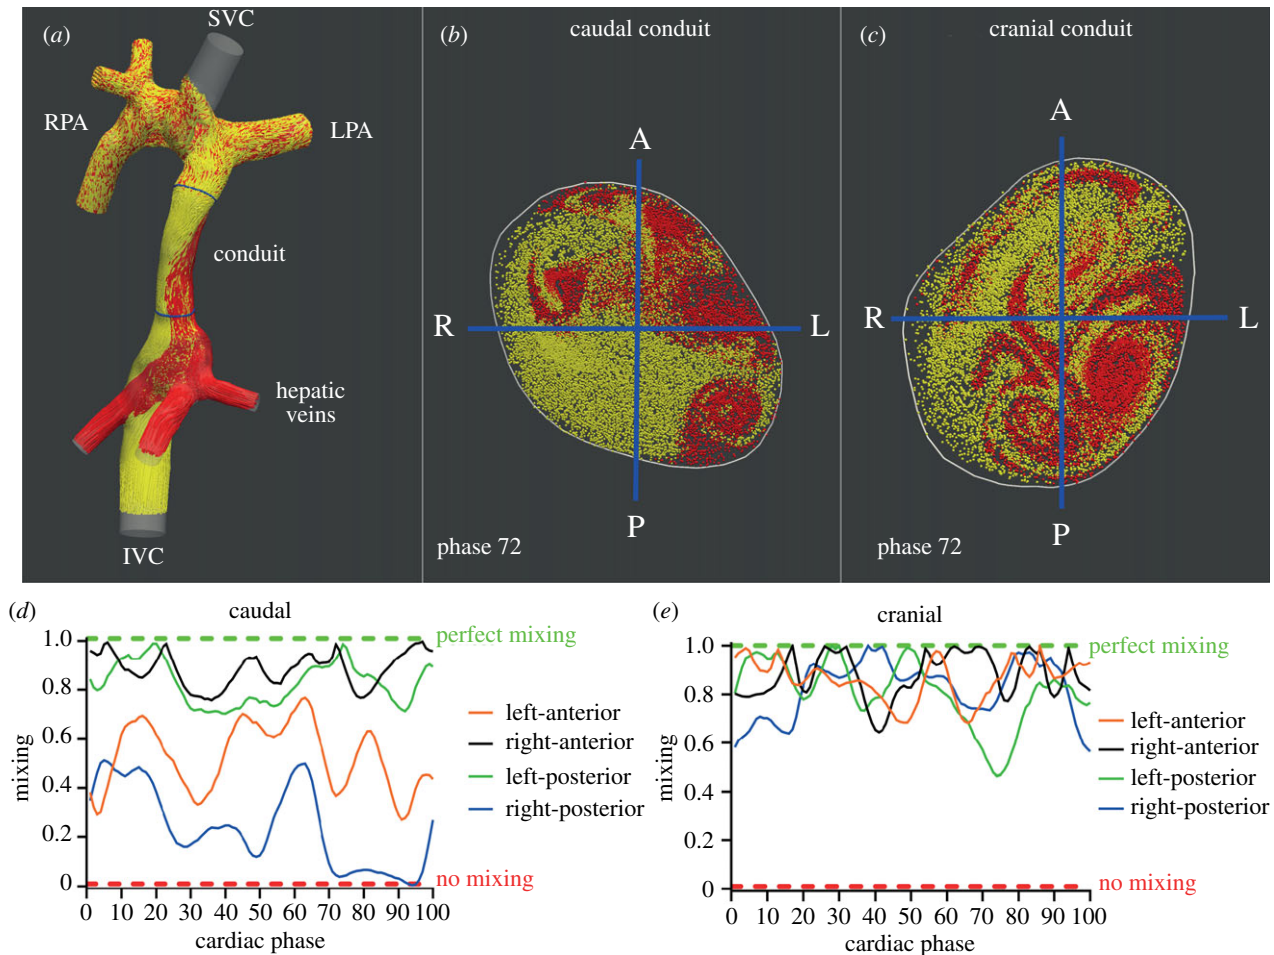 (a)
SVC
RPA
LPA
conduit
hepatic
veins
IVC
(b)
caudal conduit
A
R
L
P
phase 72
(c)
cranial conduit
A
R
L
P
phase 72
(d)
caudal
perfect mixing
1.0
0.8
0.6
0.4
0.2
0
mixing
left-anterior
right-anterior
left-posterior
right-posterior
no mixing
0 10 20 30 40 50 60 70 80 90 100
cardiac phase
(e)
cranial
perfect mixing
1.0
0.8
0.6
0.4
0.2
0
mixing
left-anterior
right-anterior
left-posterior
right-posterior
no mixing
0 10 20 30 40 50 60 70 80 90 100
cardiac phase